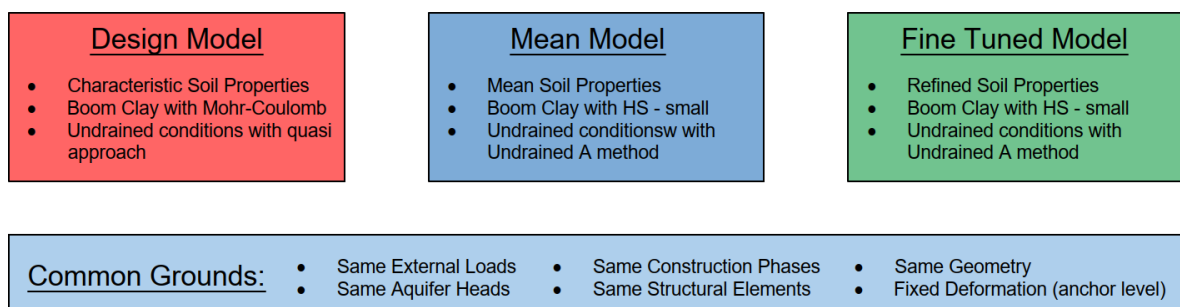 Design Model
• Characteristic Soil Properties
• Boom Clay with Mohr-Coulomb
• Undrained conditions with quasi
approach
Mean Model
• Mean Soil Properties
• Boom Clay with HS - small
• Undrained conditionsw with
Undrained A method
Fine Tuned Model
• Refined Soil Properties
• Boom Clay with HS - small
• Undrained conditions with
Undrained A method
Common Grounds:
• Same External Loads
• Same Aquifer Heads
• Same Construction Phases
• Same Structural Elements
• Same Geometry
• Fixed Deformation (anchor level)